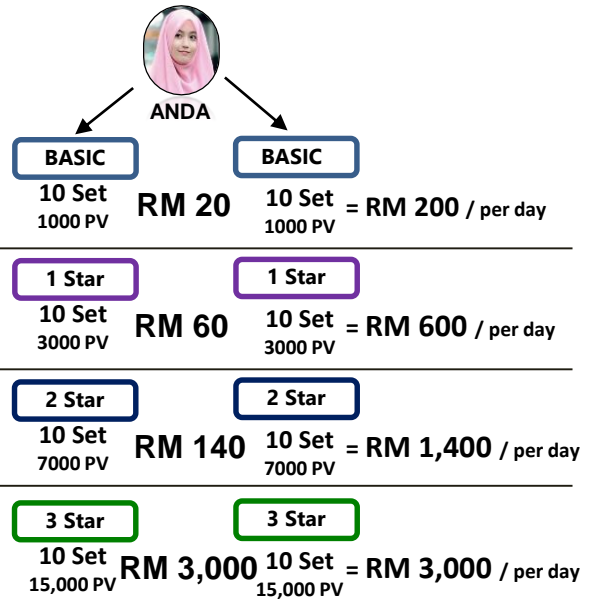 ANDA
BASIC BASIC
10 Set RM 20 10 Set = RM 200 / per day
1000 PV 1000 PV
1 Star 1 Star
10 Set RM 60 10 Set = RM 600 / per day
3000 PV 3000 PV
2 Star 2 Star
10 Set RM 140 10 Set = RM 1,400 / per day
7000 PV 7000 PV
3 Star 3 Star
10 Set RM 3,000 10 Set = RM 3,000 / per day
15,000 PV 15,000 PV